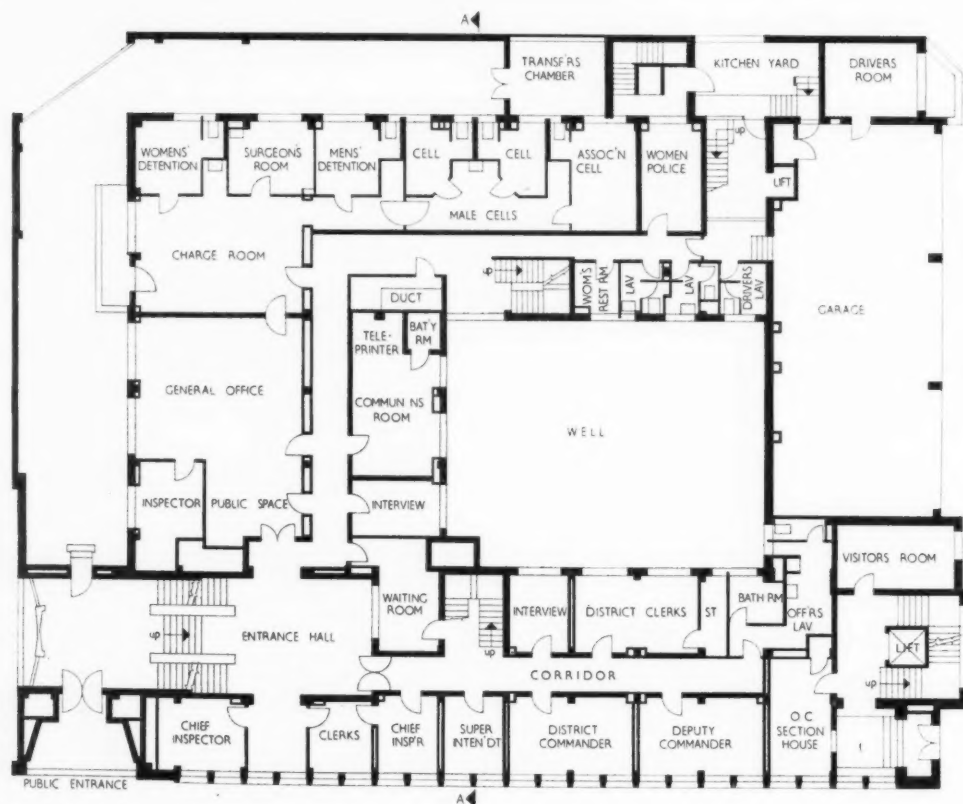 A
TRANSF'RS
CHAMBER
KITCHEN YARD
DRIVERS
ROOM
WOMENS'
DETENTION
SURGEON'S
ROOM
MENS'
DETENTION
CELL
CELL
ASSOC'N
CELL
WOMEN
POLICE
up
LIFT
MALE CELLS
CHARGE ROOM
up
DUCT
WOM'S
REST RM
LAV
LAV
DRIVERS
LAV
GARAGE
TELE-
PRINTER
BAT'Y
RM
GENERAL OFFICE
COMMUN'NS
ROOM
WELL
INSPECTOR
PUBLIC SPACE
INTERVIEW
VISITORS ROOM
WAITING
ROOM
INTERVIEW
DISTRICT CLERKS
ST
BATH RM
OFF'RS
LAV
up
ENTRANCE HALL
up
LIFT
CORRIDOR
up
CHIEF
INSPECTOR
CLERKS
CHIEF
INSP'R
SUPER
INTEN'DT
DISTRICT
COMMANDER
DEPUTY
COMMANDER
O C
SECTION
HOUSE
PUBLIC ENTRANCE
A